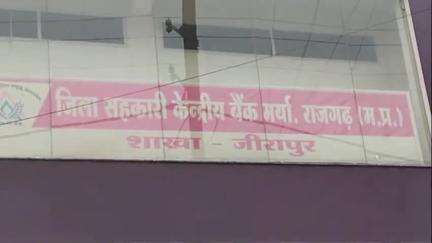 जिला सहकारी केन्द्रीय बैंक मर्या. राजगढ़ (म.प्र.)
शाखा - जीरापुर